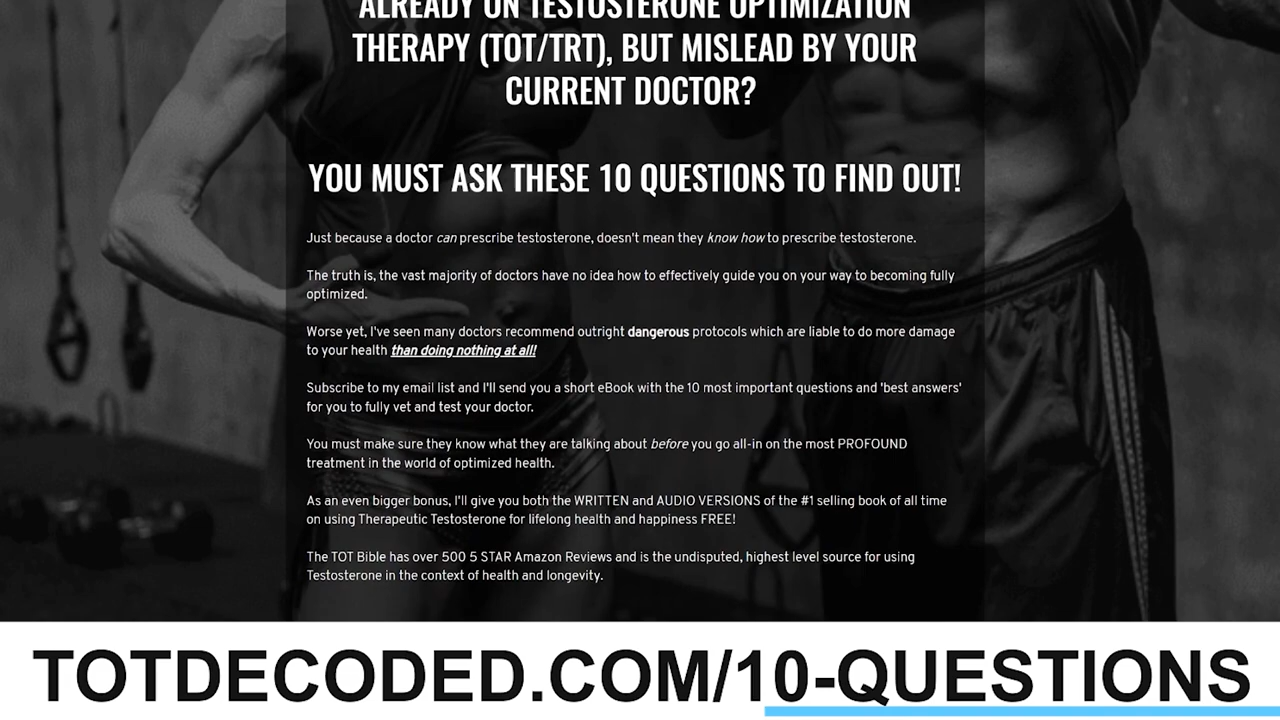 ALREADY ON TESTOSTERONE OPTIMIZATION
THERAPY (TOT/TRT), BUT MISLEAD BY YOUR
CURRENT DOCTOR?
YOU MUST ASK THESE 10 QUESTIONS TO FIND OUT!
Just because a doctor can prescribe testosterone, doesn't mean they know how to prescribe testosterone.
The truth is, the vast majority of doctors have no idea how to effectively guide you on your way to becoming fully
optimized.
Worse yet, I've seen many doctors recommend outright dangerous protocols which are liable to do more damage
to your health than doing nothing at all!
Subscribe to my email list and I'll send you a short eBook with the 10 most important questions and 'best answers'
for you to fully vet and test your doctor.
You must make sure they know what they are talking about before you go all-in on the most PROFOUND
treatment in the world of optimized health.
As an even bigger bonus, I'll give you both the WRITTEN and AUDIO VERSIONS of the #1 selling book of all time
on using Therapeutic Testosterone for lifelong health and happiness FREE!
The TOT Bible has over 500 5 STAR Amazon Reviews and is the undisputed, highest level source for using
Testosterone in the context of health and longevity.
TOTDECODED.COM/10-QUESTIONS